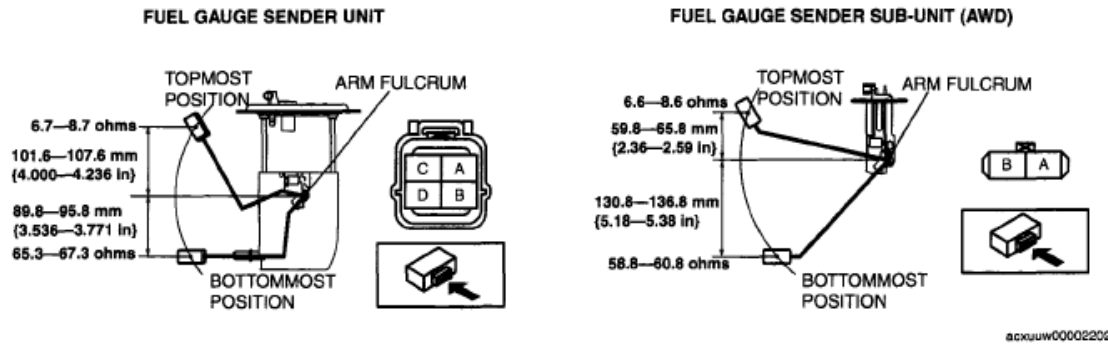 FUEL GAUGE SENDER UNIT
TOPMOST
POSITION
ARM FULCRUM
6.7—8.7 ohms
101.6—107.6 mm
{4.000—4.236 in}
89.8—95.8 mm
{3.536—3.771 in}
65.3—67.3 ohms
BOTTOMMOST
POSITION
C A
D B
FUEL GAUGE SENDER SUB-UNIT (AWD)
TOPMOST
POSITION
ARM FULCRUM
6.6—8.6 ohms
59.8—65.8 mm
{2.36—2.59 in}
130.8—136.8 mm
{5.18—5.38 in}
58.8—60.8 ohms
BOTTOMMOST
POSITION
B A
acxuuw00002202